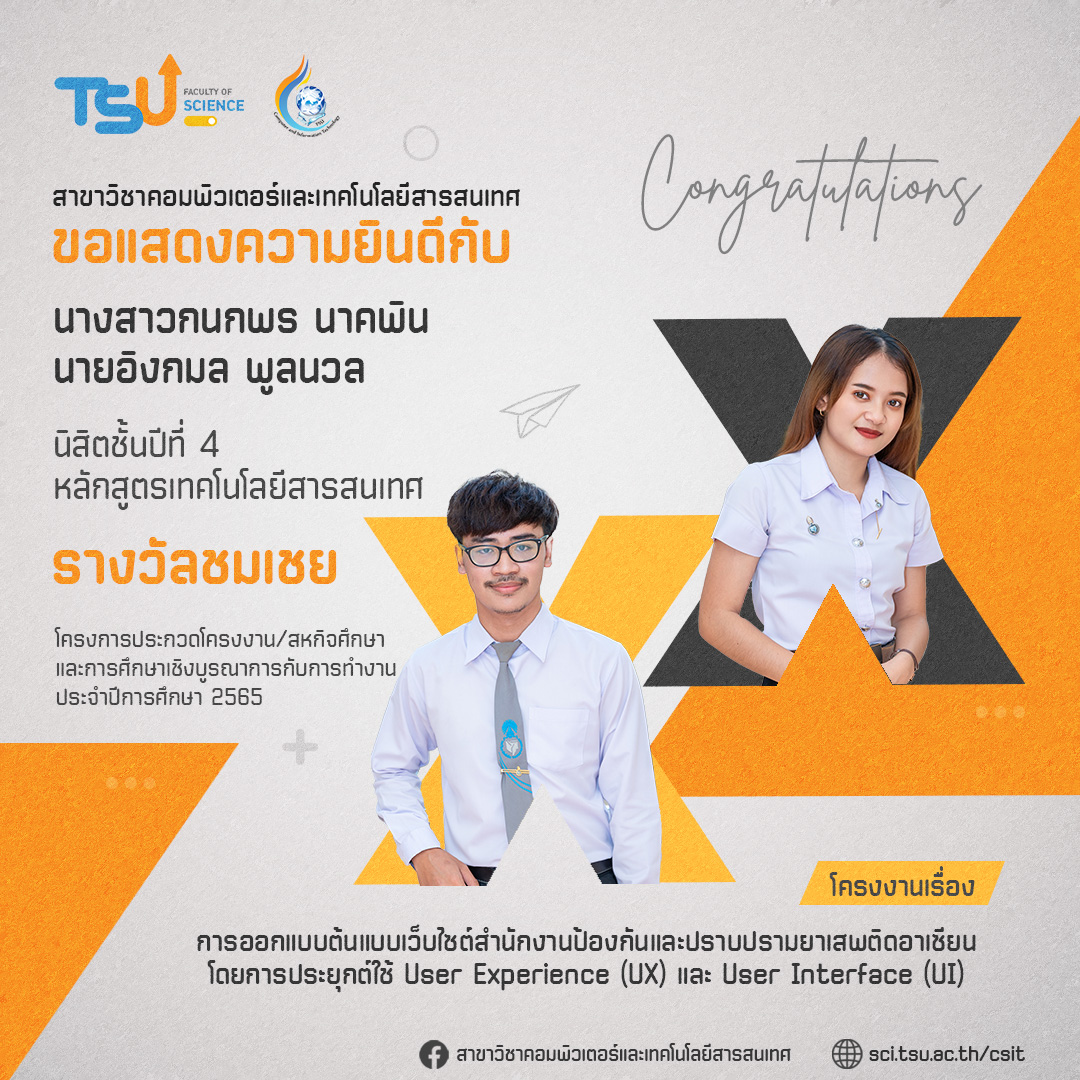 TSU
FACULTY OF
SCIENCE
TSU
Computer and Information Technology
Congratulations
สาขาวิชาคอมพิวเตอร์และเทคโนโลยีสารสนเทศ
ขอแสดงความยินดีกับ
นางสาวกนกพร นาคพิน
นายอิงกมล พูลนวล
นิสิตชั้นปีที่ 4
หลักสูตรเทคโนโลยีสารสนเทศ
รางวัลชมเชย
โครงการประกวดโครงงาน/สหกิจศึกษา
และการศึกษาเชิงบูรณาการกับการทำงาน
ประจำปีการศึกษา 2565
โครงงานเรื่อง
การออกแบบต้นแบบเว็บไซต์สำนักงานป้องกันและปราบปรามยาเสพติดอาเซียน
โดยการประยุกต์ใช้ User Experience (UX) และ User Interface (UI)
สาขาวิชาคอมพิวเตอร์และเทคโนโลยีสารสนเทศ
sci.tsu.ac.th/csit